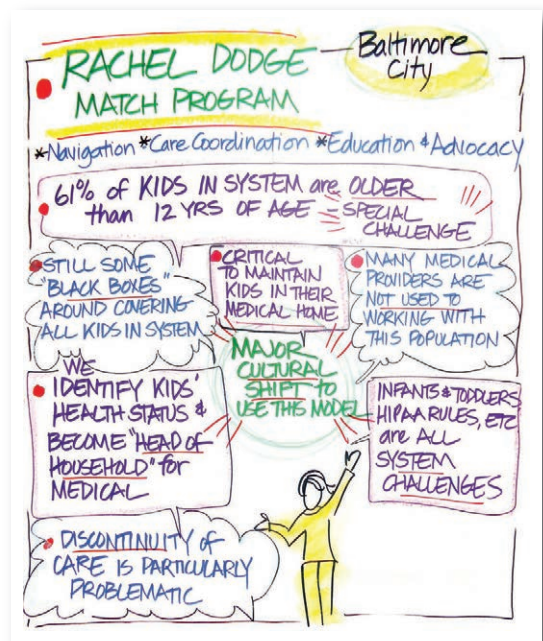 RACHEL DODGE
MATCH PROGRAM
Baltimore
City
*Navigation *Care Coordination *Education & Advocacy
61% of KIDS IN SYSTEM are OLDER
than 12 YRS OF AGE = SPECIAL
CHALLENGE
STILL SOME
"BLACK BOXES"
AROUND COVERING
ALL KIDS IN SYSTEM
CRITICAL
TO MAINTAIN
KIDS IN THEIR
MEDICAL HOME
MANY MEDICAL
PROVIDERS ARE
NOT USED TO
WORKING WITH
THIS POPULATION
MAJOR
CULTURAL
SHIFT TO
USE THIS MODEL
WE
IDENTIFY KIDS'
HEALTH STATUS &
BECOME "HEAD OF
HOUSEHOLD" for
MEDICAL
INFANTS & TODDLERS
HIPAA RULES, ETC
are ALL
SYSTEM
CHALLENGES
DISCONTINUITY OF
CARE IS PARTICULARLY
PROBLEMATIC